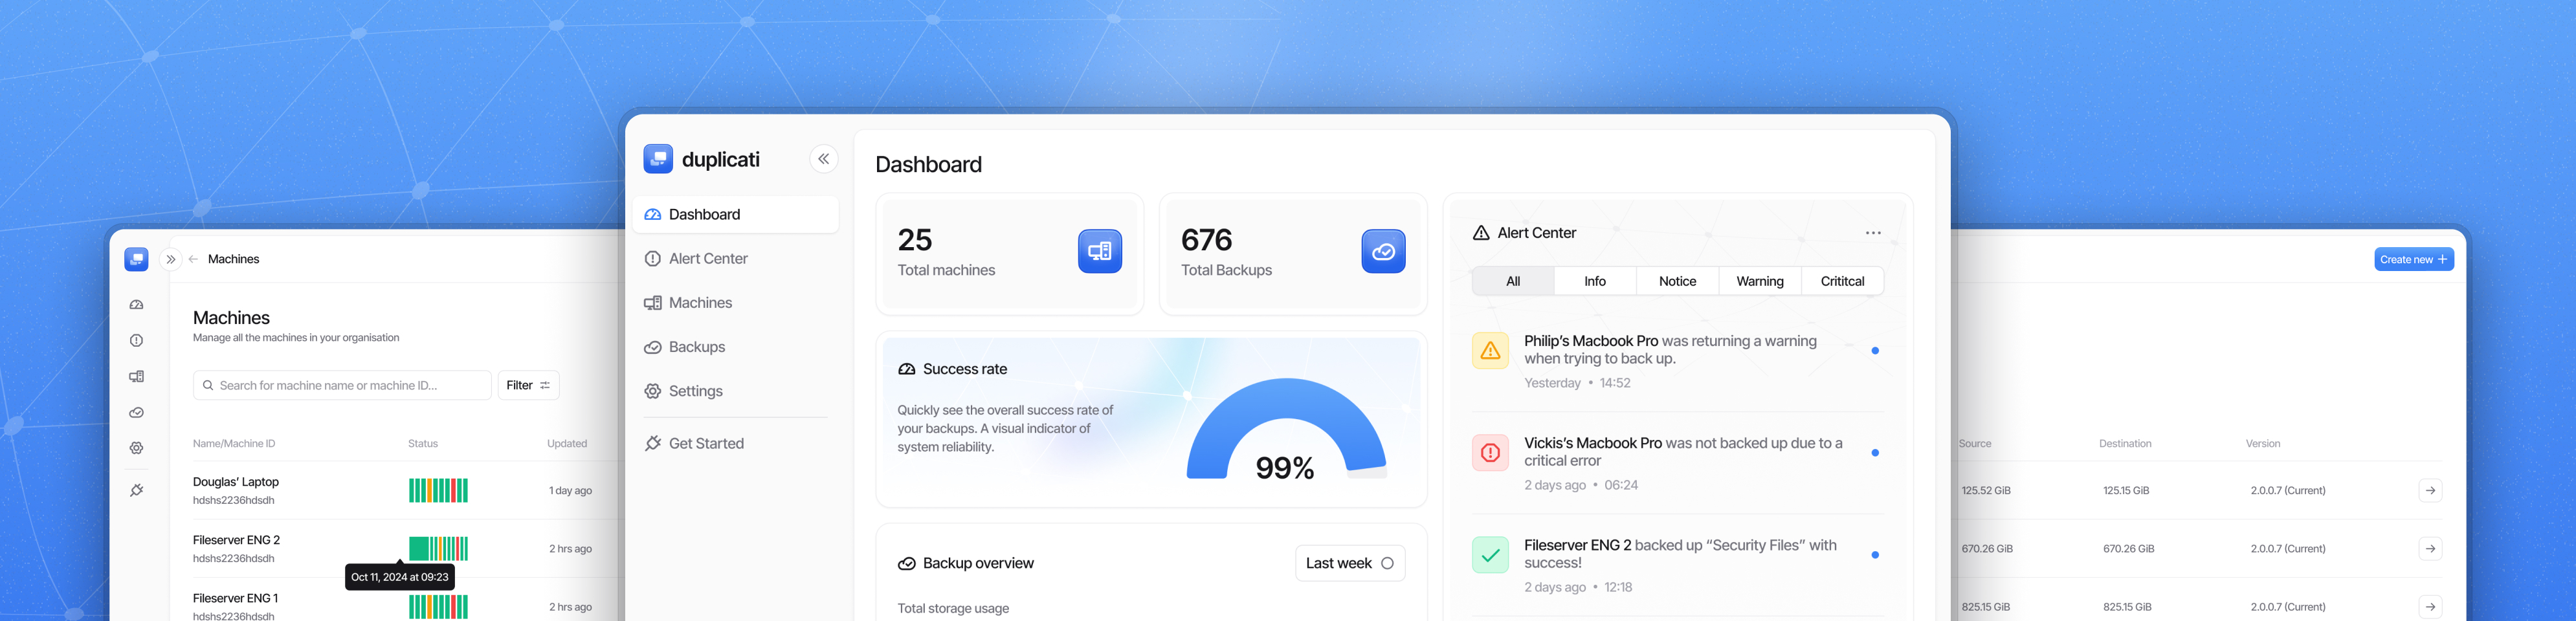 Machines
Machines
Manage all the machines in your organisation
Search for machine name or machine ID...
Filter
Name/Machine ID
Status
Updated
Douglas’ Laptop
hdshs2236hdsdh
1 day ago
Fileserver ENG 2
hdshs2236hdsdh
2 hrs ago
Oct 11, 2024 at 09:23
Fileserver ENG 1
hdshs2236hdsdh
2 hrs ago
duplicati
Dashboard
Alert Center
Machines
Backups
Settings
Get Started
Dashboard
25
Total machines
676
Total Backups
Success rate
Quickly see the overall success rate of
your backups. A visual indicator of
system reliability.
99%
Backup overview
Last week
Total storage usage
Alert Center
All
Info
Notice
Warning
Crititcal
Philip’s Macbook Pro was returning a warning
when trying to back up.
Yesterday • 14:52
Vickis’s Macbook Pro was not backed up due to a
critical error
2 days ago • 06:24
Fileserver ENG 2 backed up “Security Files” with
success!
2 days ago • 12:18
Create new
Source
Destination
Version
125.52 GiB
125.15 GiB
2.0.0.7 (Current)
670.26 GiB
670.26 GiB
2.0.0.7 (Current)
825.15 GiB
825.15 GiB
2.0.0.7 (Current)